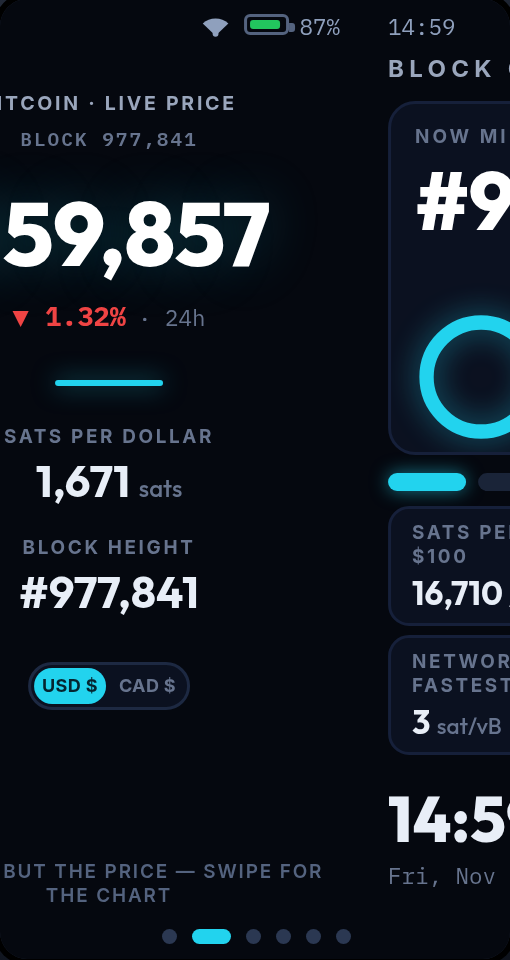 87%
ITCOIN · LIVE PRICE
BLOCK 977,841
59,857
▼ 1.32% · 24h
SATS PER DOLLAR
1,671 sats
BLOCK HEIGHT
#977,841
USD $ CAD $
BUT THE PRICE — SWIPE FOR
THE CHART
14:59
BLOCK
NOW MI
#9
SATS PE
$100
16,710
NETWOR
FASTEST
3 sat/vB
14:59
Fri, Nov